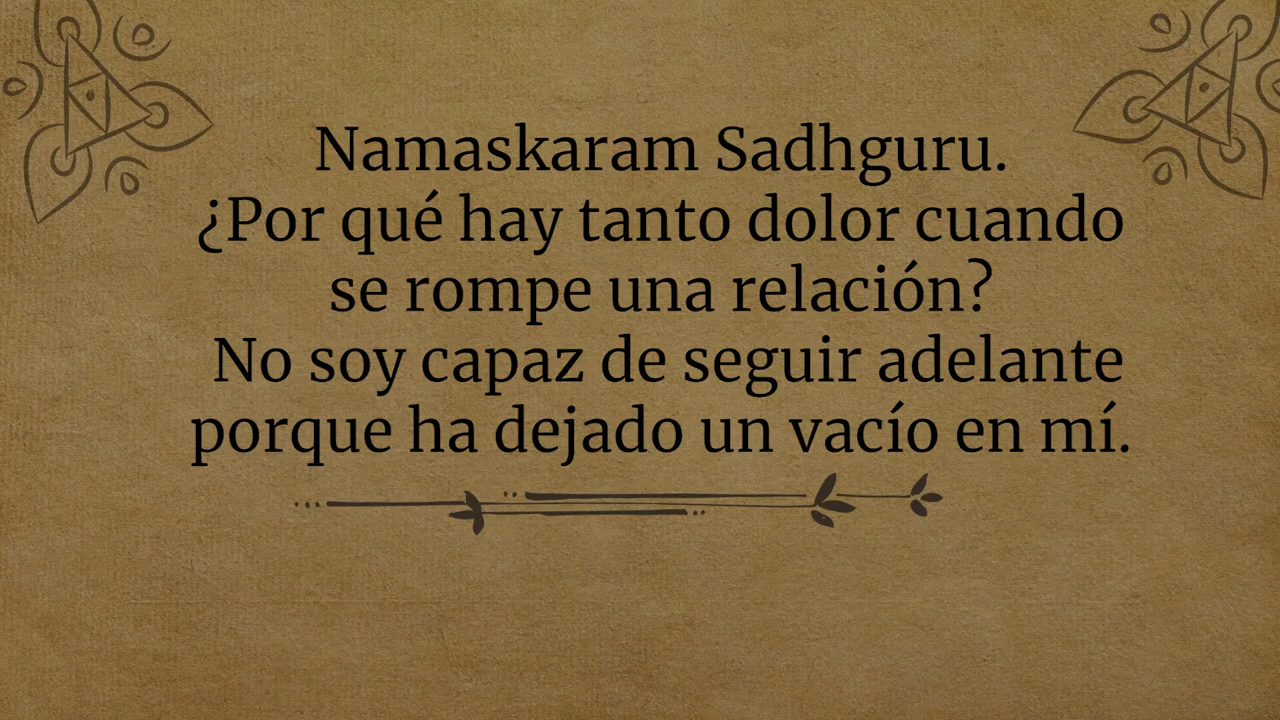 Namaskaram Sadhguru.
¿Por qué hay tanto dolor cuando
se rompe una relación?
No soy capaz de seguir adelante
porque ha dejado un vacío en mí.